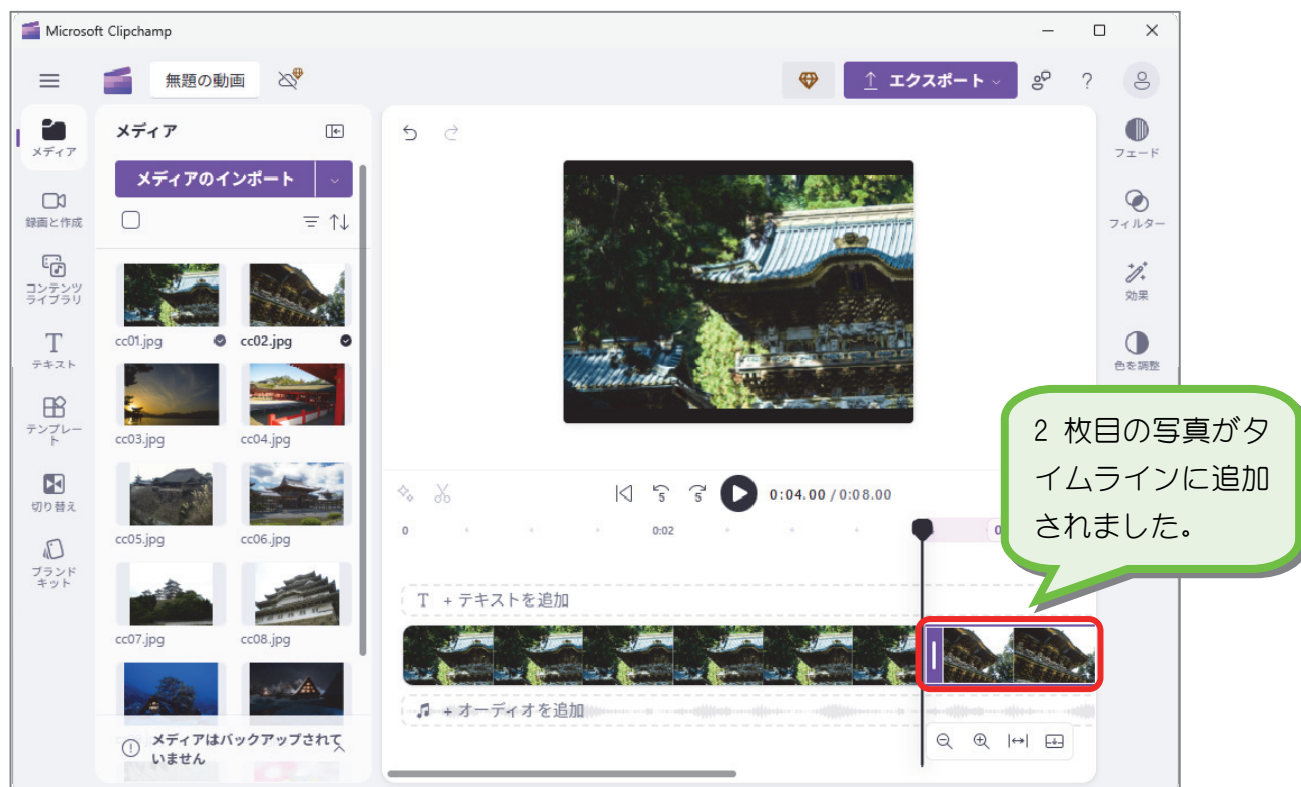 Microsoft Clipchamp
無題の動画
エクスポート
?
メディア
録画と作成
コンテンツ
ライブラリ
テキスト
テンプレー
ト
切り替え
ブランド
キット
メディア
メディアのインポート
cc01.jpg
cc02.jpg
cc03.jpg
cc04.jpg
cc05.jpg
cc06.jpg
cc07.jpg
cc08.jpg
メディアはバックアップされて
いません
フェード
フィルター
効果
色を調整
5
5
0:04.00 / 0:08.00
0
0:02
T + テキストを追加
+ オーディオを追加
2 枚目の写真がタ
イムラインに追加
されました。